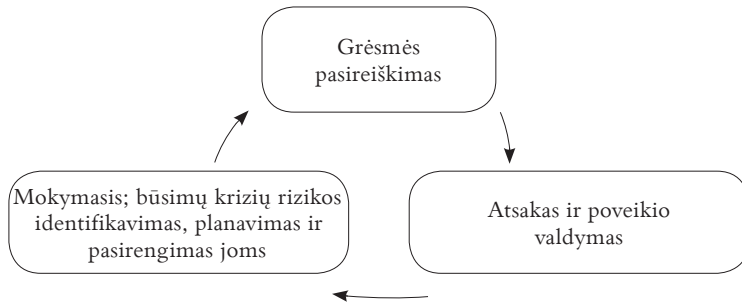 Grėsmės
pasireiškimas
Mokymasis; būsimų krizių rizikos
identifikavimas, planavimas ir
pasirengimas joms
Atsakas ir poveikio
valdymas